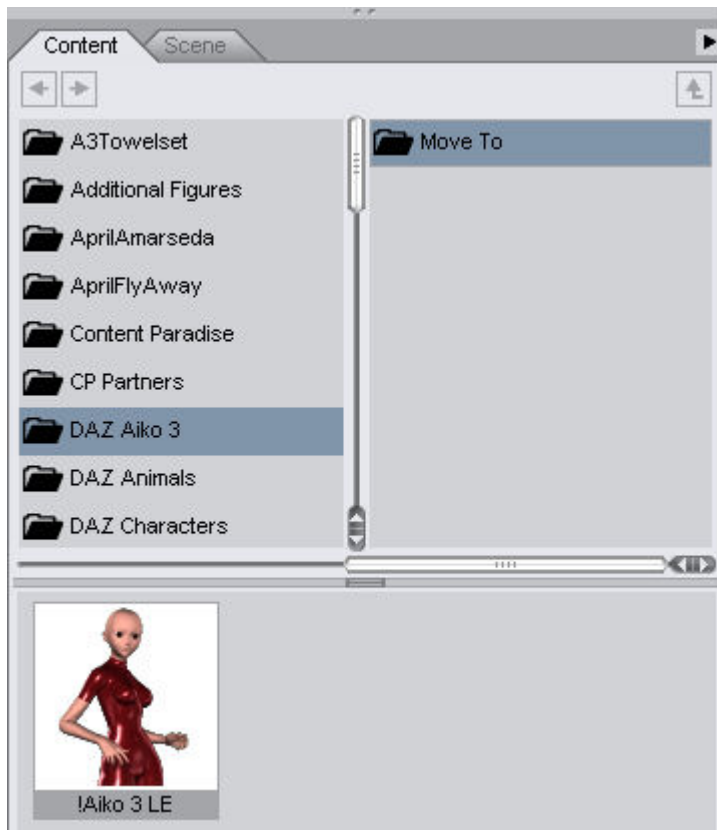 Content
Scene
A3Towelset
Additional Figures
AprilAmarseda
AprilFlyAway
Content Paradise
CP Partners
DAZ Aiko 3
DAZ Animals
DAZ Characters
Move To
!Aiko 3 LE